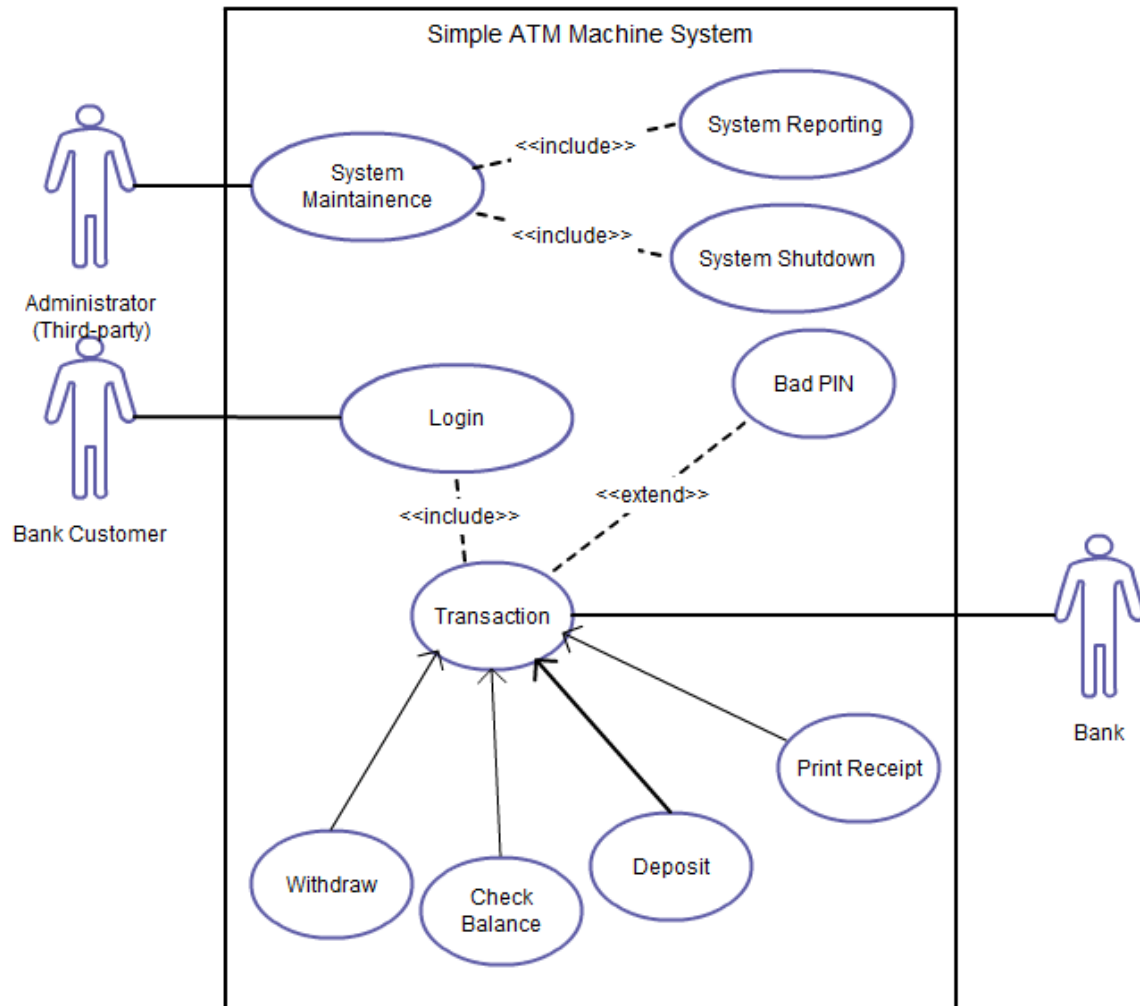 Simple ATM Machine System
System Reporting
<<include>>
System
Maintainence
<<include>>
System Shutdown
Administrator
(Third-party)
Bad PIN
Login
<<extend>>
<<include>>
Bank Customer
Transaction
Bank
Print Receipt
Withdraw
Check
Balance
Deposit